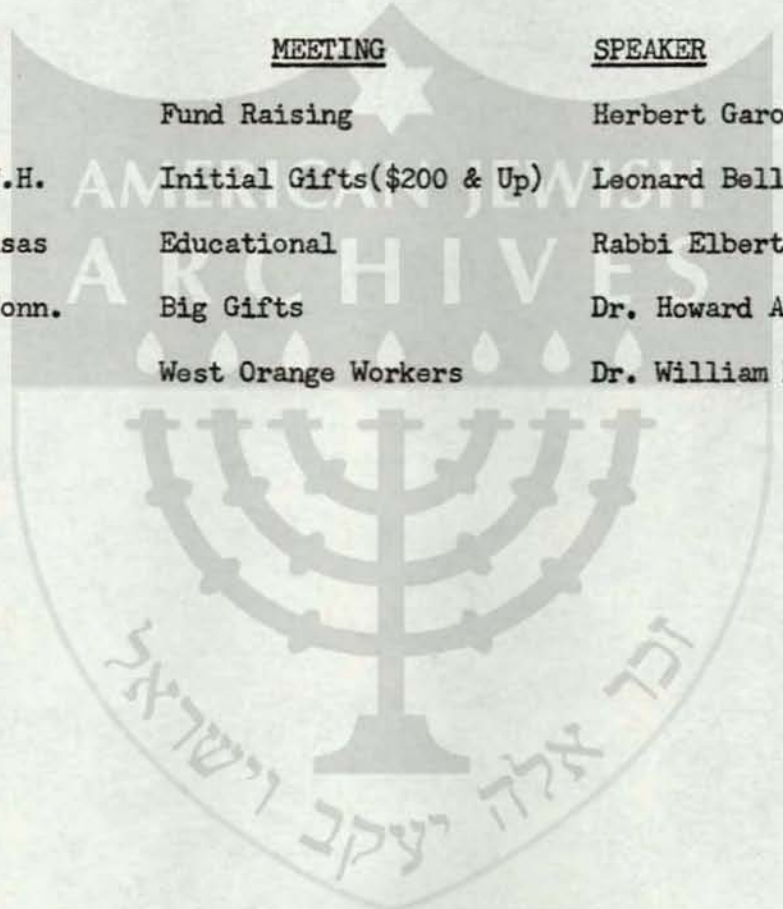 MEETING SPEAKER
Fund Raising Herbert Garo
.H. Initial Gifts($200 & Up) Leonard Bell
sas Educational Rabbi Elbert
onn. Big Gifts Dr. Howard A
West Orange Workers Dr. William
AMERICAN JEWISH
ARCHIVES
זכר אלה יעקב וישראל